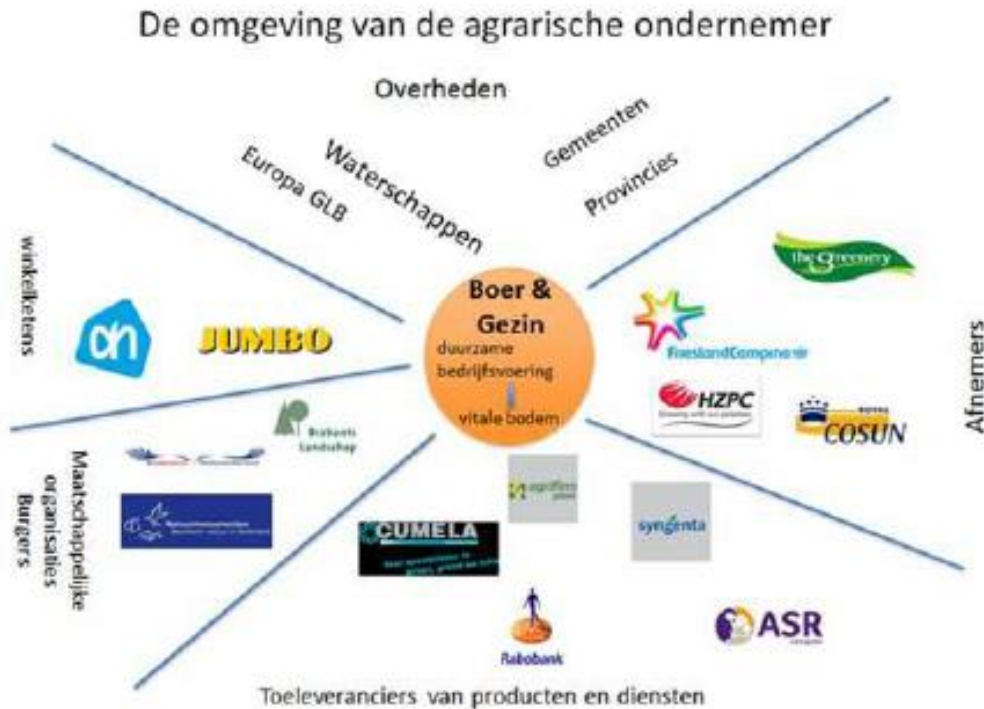 De omgeving van de agrarische ondernemer
Overheden
Europa GLB
Waterschappen
Gemeenten
Provincies
winkelketens
JUMBO
Boer &
Gezin
duurzame
bedrijfsvoering
vitale bodem
the greenery
FrieslandCampina
HZPC
ROYAL
COSUN
Afnemers
Brabants
Landschap
Maatschappelijke
organisaties
Burgers
CUMELA
agrifirm
syngenta
Rabobank
ASR
Toeleveranciers van producten en diensten